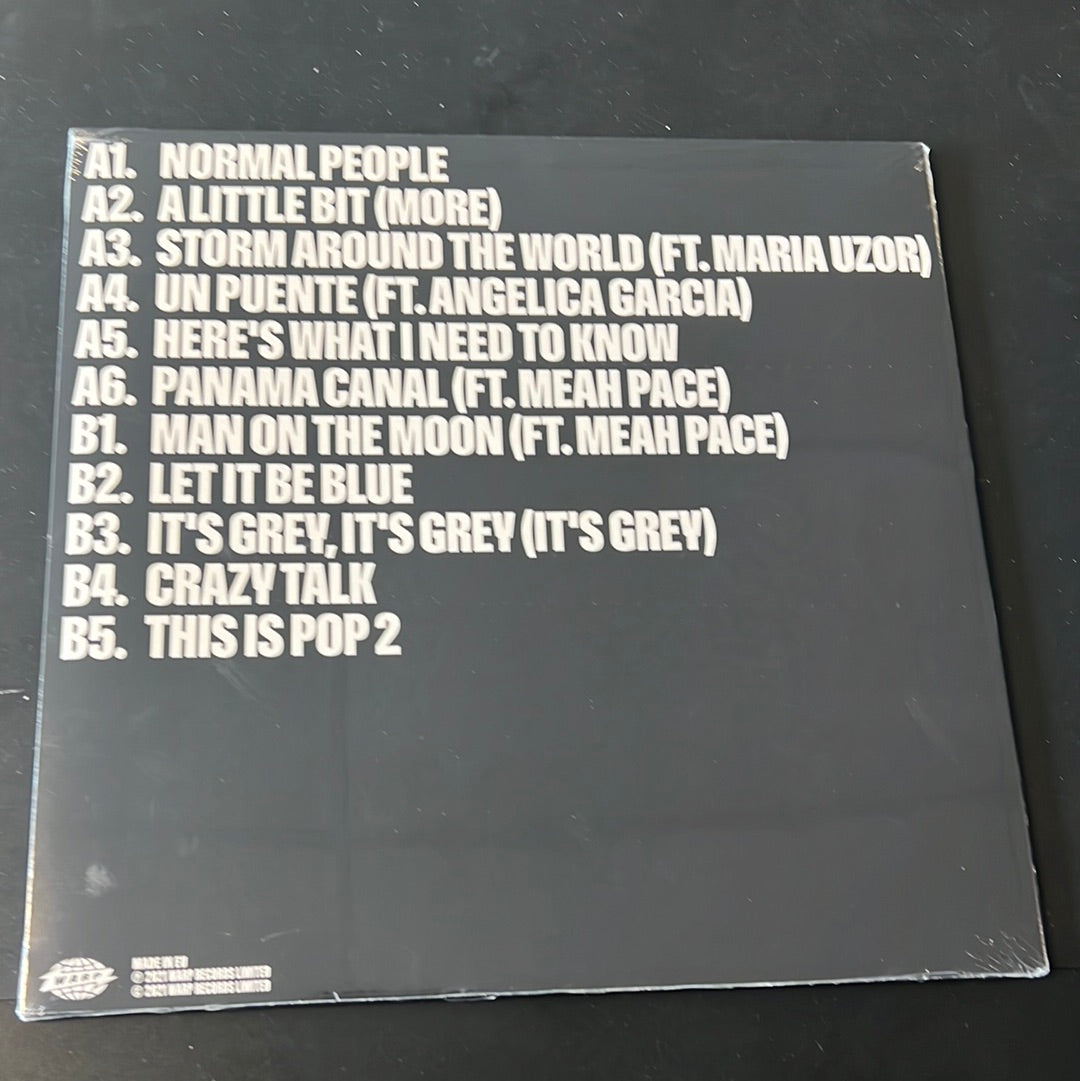 A1. NORMAL PEOPLE
A2. A LITTLE BIT (MORE)
A3. STORM AROUND THE WORLD (FT. MARIA UZOR)
A4. UN PUENTE (FT. ANGELICA GARCIA)
A5. HERE'S WHAT I NEED TO KNOW
A6. PANAMA CANAL (FT. MEAH PACE)
B1. MAN ON THE MOON (FT. MEAH PACE)
B2. LET IT BE BLUE
B3. IT'S GREY, IT'S GREY (IT'S GREY)
B4. CRAZY TALK
B5. THIS IS POP 2
WARP
MADE IN EU
℗ 2021 WARP RECORDS LIMITED
© 2021 WARP RECORDS LIMITED